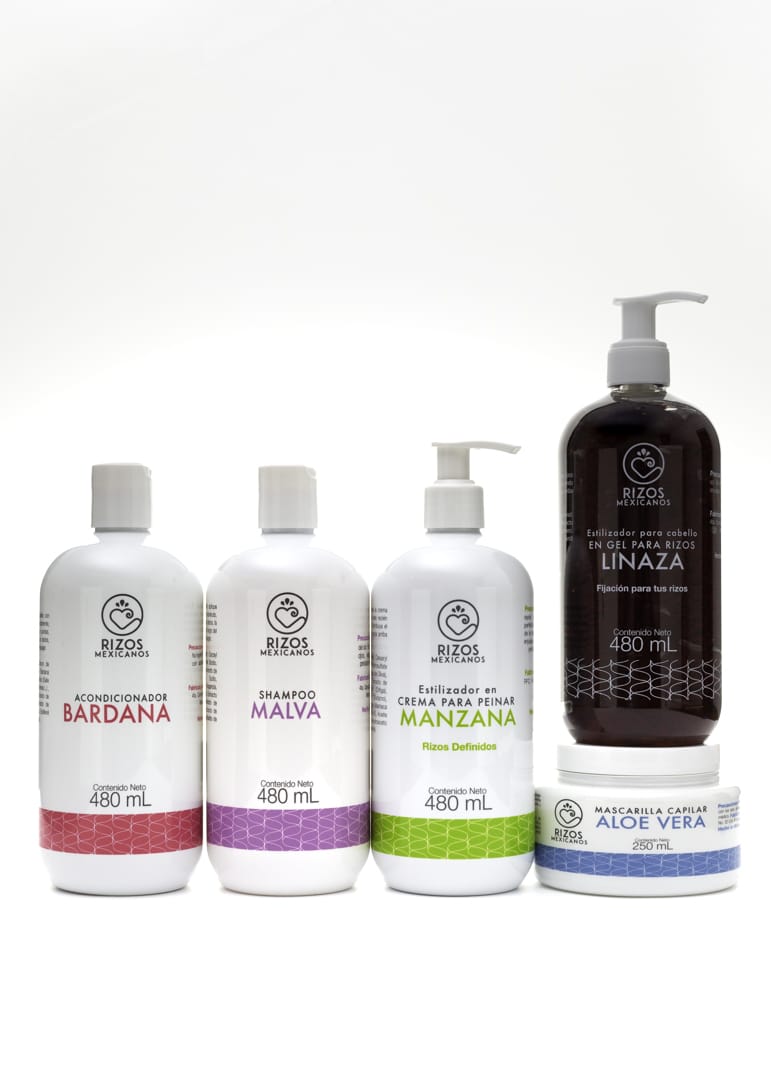 RIZOS
MEXICANOS
ACONDICIONADOR
BARDANA
Contenido Neto
480 mL
RIZOS
MEXICANOS
SHAMPOO
MALVA
Contenido Neto
480 mL
RIZOS
MEXICANOS
Estilizador en
CREMA PARA PEINAR
MANZANA
Rizos Definidos
Contenido Neto
480 mL
RIZOS
MEXICANOS
Estilizador para cabello
EN GEL PARA RIZOS
LINAZA
Fijación para tus rizos
Contenido Neto
480 mL
RIZOS
MEXICANOS
MASCARILLA CAPILAR
ALOE VERA
Contenido Neto
250 mL